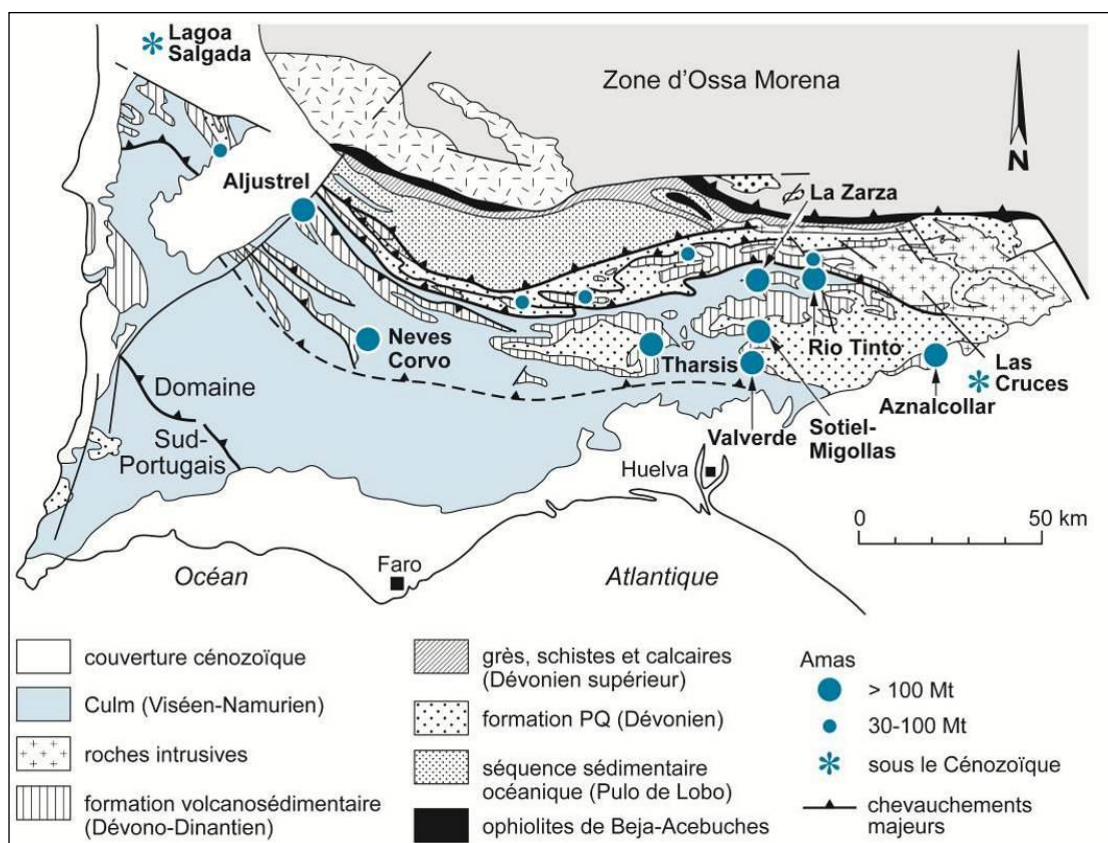 Lagoa
Salgada
Zone d'Ossa Morena
N
Aljustrel
La Zarza
Neves
Corvo
Tharsis
Rio Tinto
Las
Cruces
Aznalcollar
Domaine
Sud-
Portugais
Valverde
Sotiel-
Migollas
Huelva
0 50 km
Faro
Océan
Atlantique
couverture cénozoïque
Culm (Viséen-Namurien)
roches intrusives
formation volcanosédimentaire
(Dévono-Dinantien)
grès, schistes et calcaires
(Dévonien supérieur)
formation PQ (Dévonien)
séquence sédimentaire
océanique (Pulo de Lobo)
ophiolites de Beja-Acebuches
Amas
> 100 Mt
30-100 Mt
sous le Cénozoïque
chevauchements
majeurs